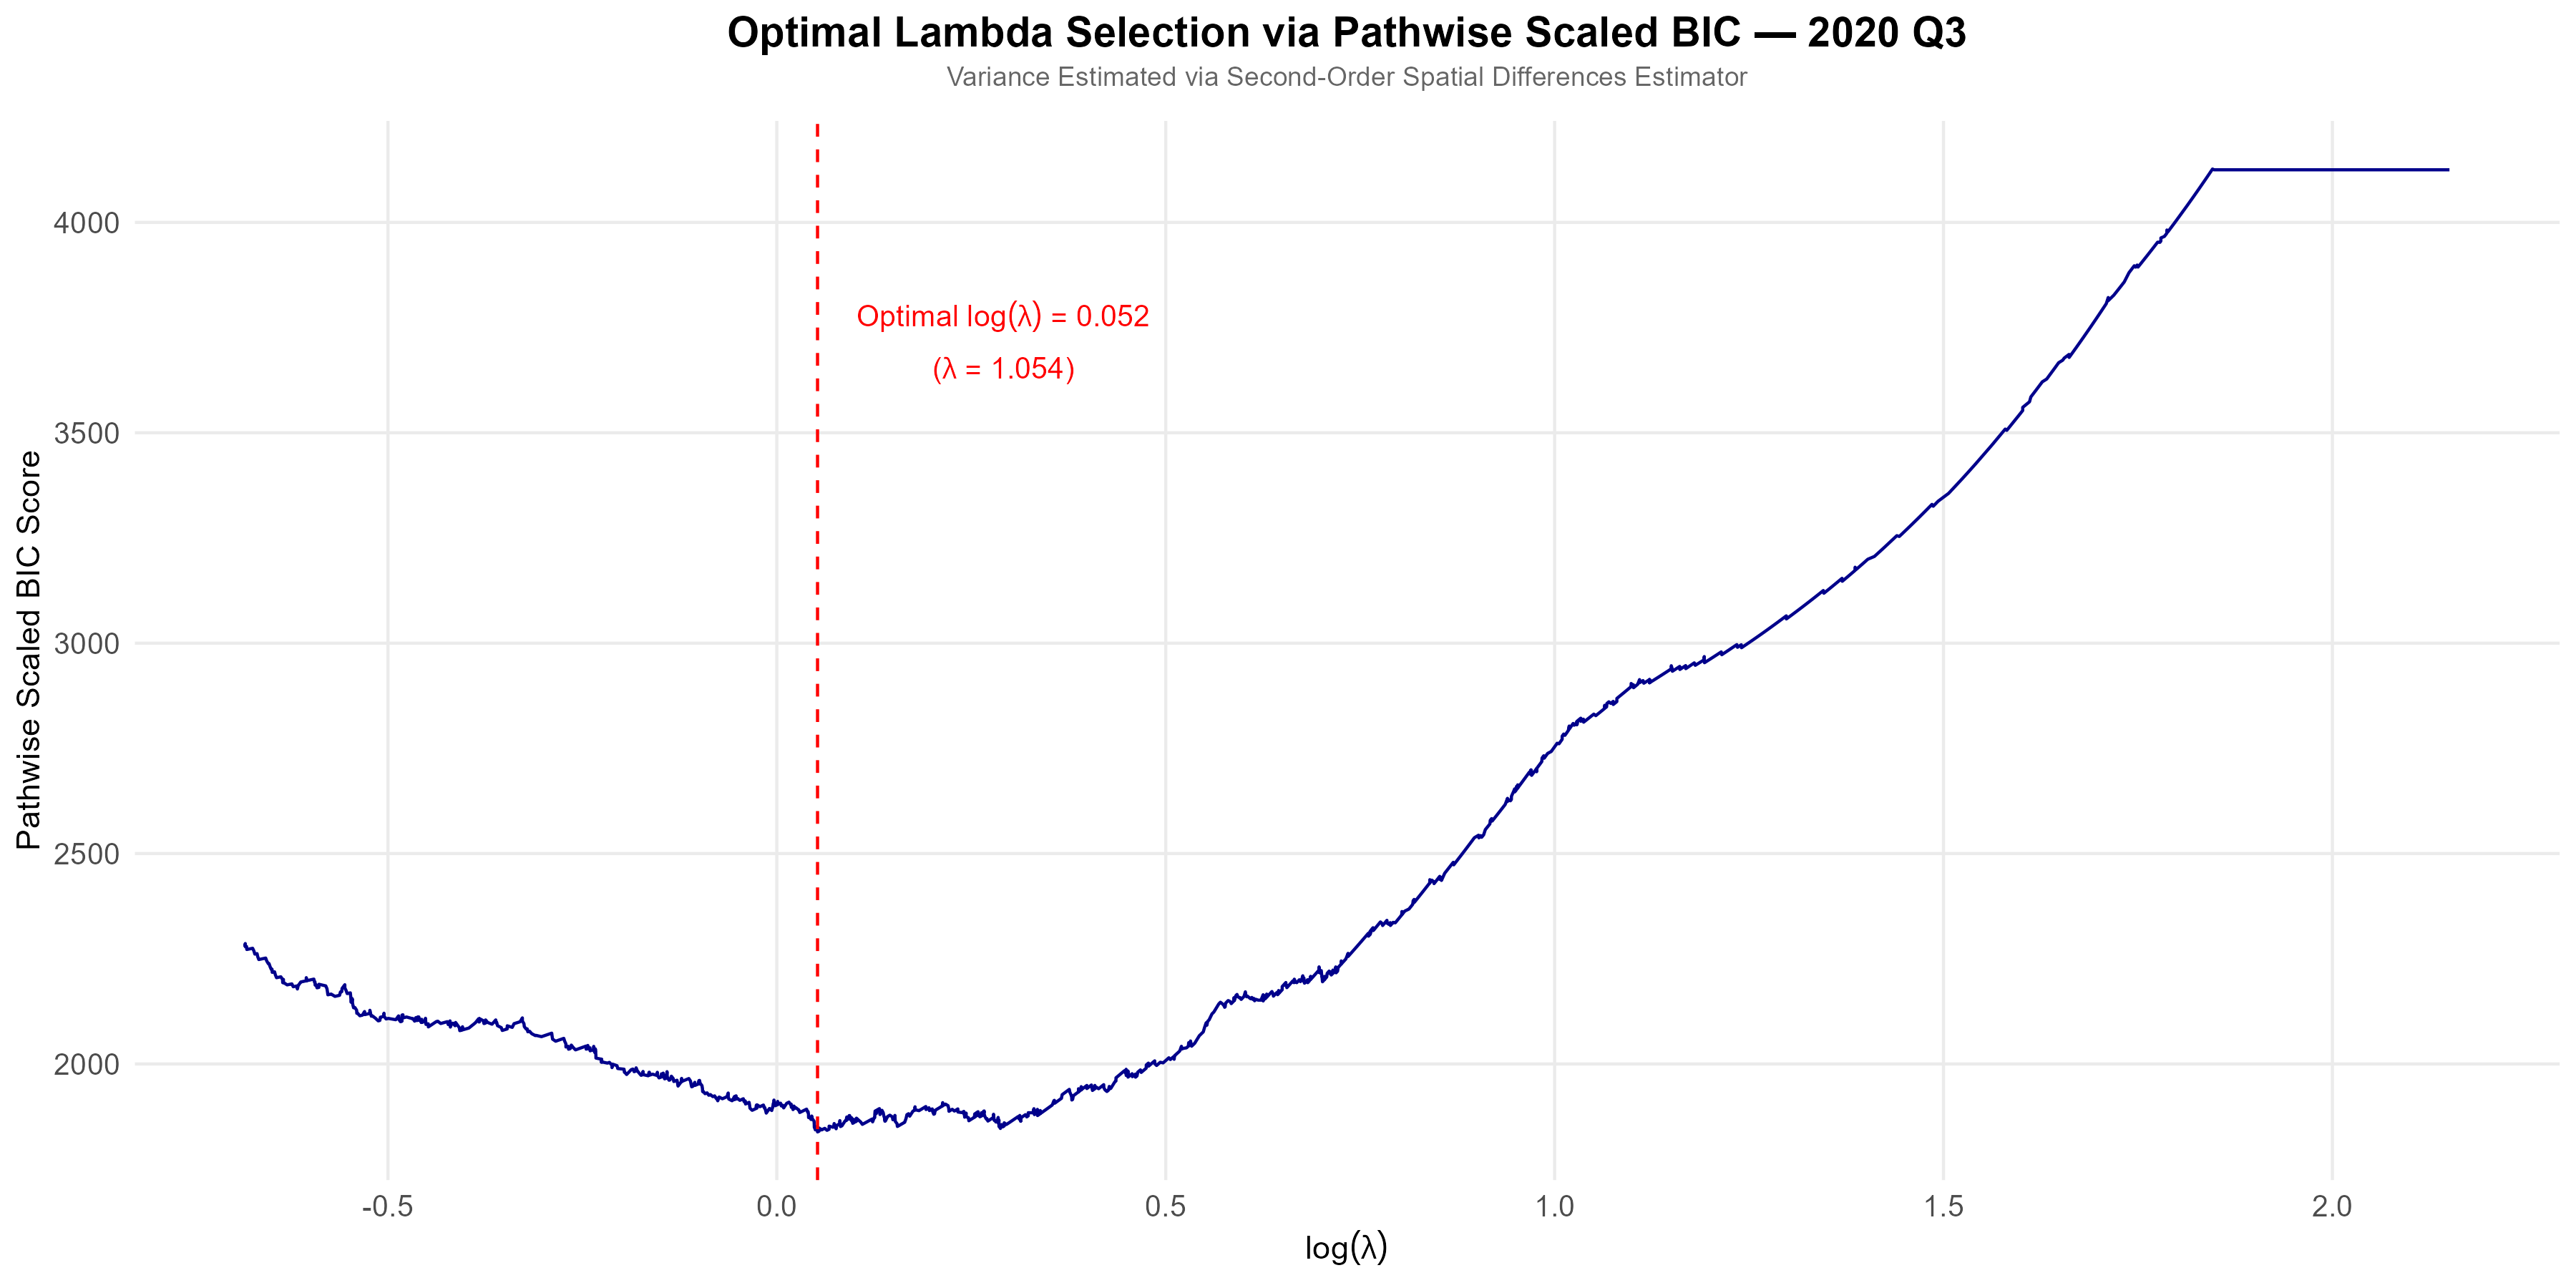 Optimal Lambda Selection via Pathwise Scaled BIC — 2020 Q3
Variance Estimated via Second-Order Spatial Differences Estimator
Pathwise Scaled BIC Score
4000
3500
3000
2500
2000
Optimal log(λ) = 0.052
(λ = 1.054)
-0.5
0.0
0.5
1.0
1.5
2.0
log(λ)